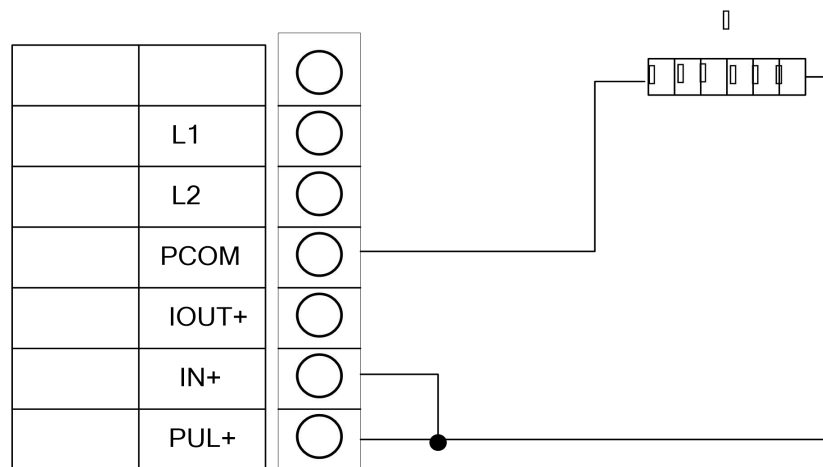 L1
L2
PCOM
IOUT+
IN+
PUL+